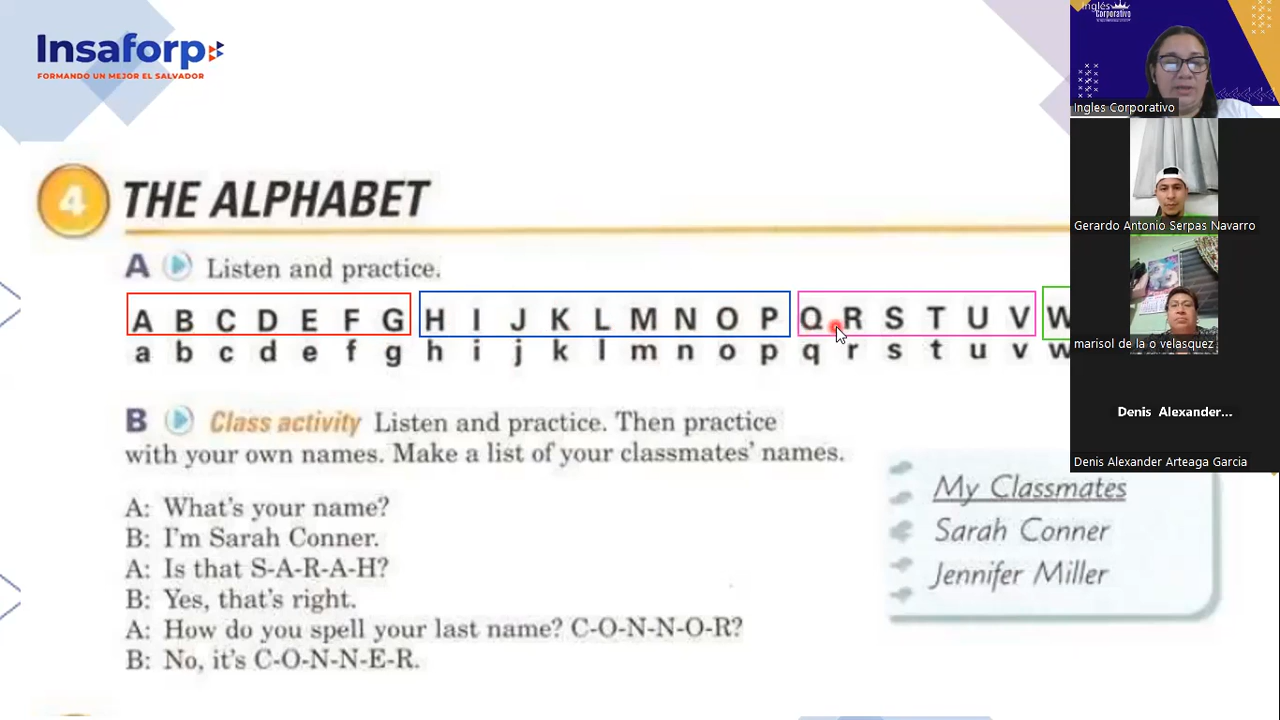 Insaforp
FORMANDO UN MEJOR EL SALVADOR
Inglés
Corporativo
Ingles Corporativo
Gerardo Antonio Serpas Navarro
marisol de la o velasquez
Denis Alexander...
Denis Alexander Arteaga Garcia
4 THE ALPHABET
A Listen and practice.
A B C D E F G H I J K L M N O P Q R S T U V W
a b c d e f g h i j k l m n o p q r s t u v w
B Class activity Listen and practice. Then practice
with your own names. Make a list of your classmates' names.
A: What's your name?
B: I'm Sarah Conner.
A: Is that S-A-R-A-H?
B: Yes, that's right.
A: How do you spell your last name? C-O-N-N-O-R?
B: No, it's C-O-N-N-E-R.
My Classmates
Sarah Conner
Jennifer Miller